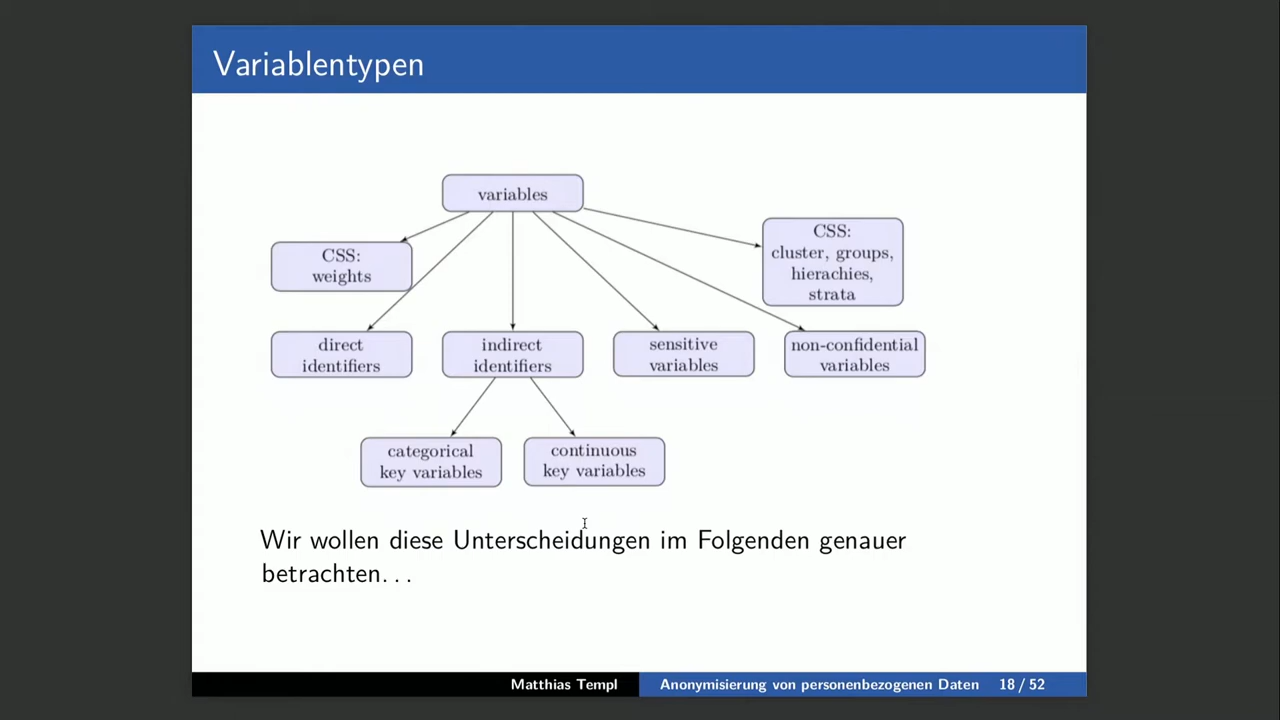 Variablentypen
variables
CSS:
weights
CSS:
cluster, groups,
hierachies,
strata
direct
identifiers
indirect
identifiers
sensitive
variables
non-confidential
variables
categorical
key variables
continuous
key variables
Wir wollen diese Unterscheidungen im Folgenden genauer
betrachten...
Matthias Templ
Anonymisierung von personenbezogenen Daten 18 / 52